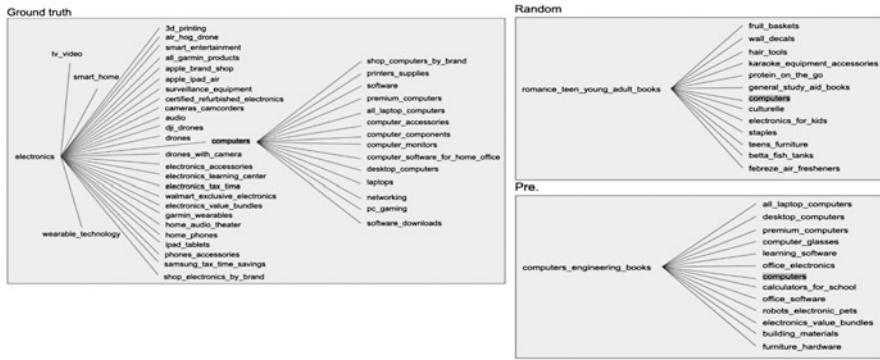 Ground truth
tv_video
smart_home
electronics
wearable_technology
3d_printing
air_hog_drone
smart_entertainment
all_garmin_products
apple_brand_shop
apple_ipad_air
surveillance_equipment
certified_refurbished_electronics
cameras_camcorders
audio
dji_drones
drones
computers
drones_with_camera
electronics_accessories
electronics_learning_center
electronics_tax_time
walmart_exclusive_electronics
electronics_value_bundles
garmin_wearables
home_audio_theater
home_phones
ipad_tablets
phones_accessories
samsung_tax_time_savings
shop_electronics_by_brand
shop_computers_by_brand
printers_supplies
software
premium_computers
all_laptop_computers
computer_accessories
computer_components
computer_monitors
computer_software_for_home_office
desktop_computers
laptops
networking
pc_gaming
software_downloads
Random
romance_teen_young_adult_books
fruit_baskets
wall_decals
hair_tools
karaoke_equipment_accessories
protein_on_the_go
general_study_aid_books
computers
culturelle
electronics_for_kids
staples
teens_furniture
betta_fish_tanks
febreze_air_fresheners
Pre.
computers_engineering_books
all_laptop_computers
desktop_computers
premium_computers
computer_glasses
learning_software
office_electronics
computers
calculators_for_school
office_software
robots_electronic_pets
electronics_value_bundles
building_materials
furniture_hardware